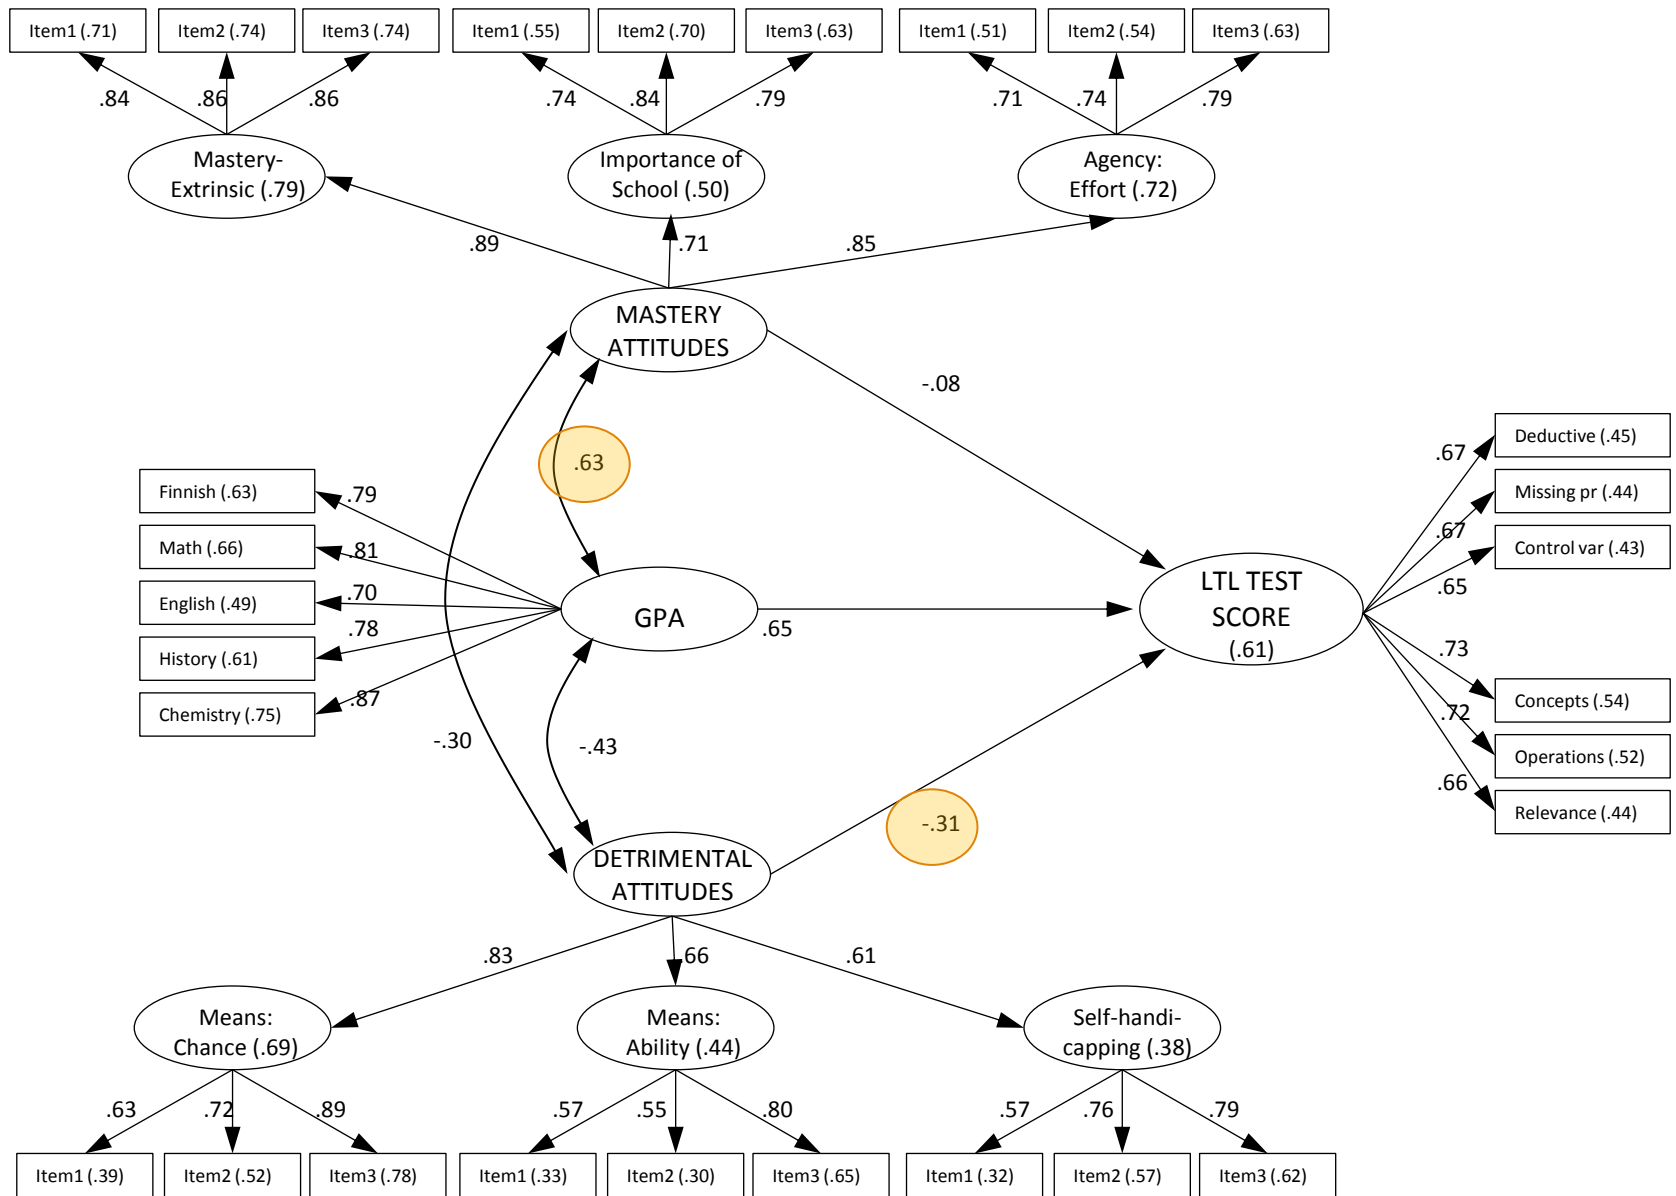 Item1 (.71)
Item2 (.74)
Item3 (.74)
Item1 (.55)
Item2 (.70)
Item3 (.63)
Item1 (.51)
Item2 (.54)
Item3 (.63)
.84
.86
.86
.74
.84
.79
.71
.74
.79
Mastery-
Extrinsic (.79)
Importance of
School (.50)
Agency:
Effort (.72)
.89
.71
.85
MASTERY
ATTITUDES
-.08
.63
Finnish (.63)
Math (.66)
English (.49)
History (.61)
Chemistry (.75)
.79
.81
.70
.78
.87
GPA
.65
-.30
-.43
LTL TEST
SCORE
(.61)
.67
.67
.65
.73
.72
.66
Deductive (.45)
Missing pr (.44)
Control var (.43)
Concepts (.54)
Operations (.52)
Relevance (.44)
-.31
DETRIMENTAL
ATTITUDES
.83
.66
.61
Means:
Chance (.69)
Means:
Ability (.44)
Self-handi-
capping (.38)
.63
.72
.89
.57
.55
.80
.57
.76
.79
Item1 (.39)
Item2 (.52)
Item3 (.78)
Item1 (.33)
Item2 (.30)
Item3 (.65)
Item1 (.32)
Item2 (.57)
Item3 (.62)